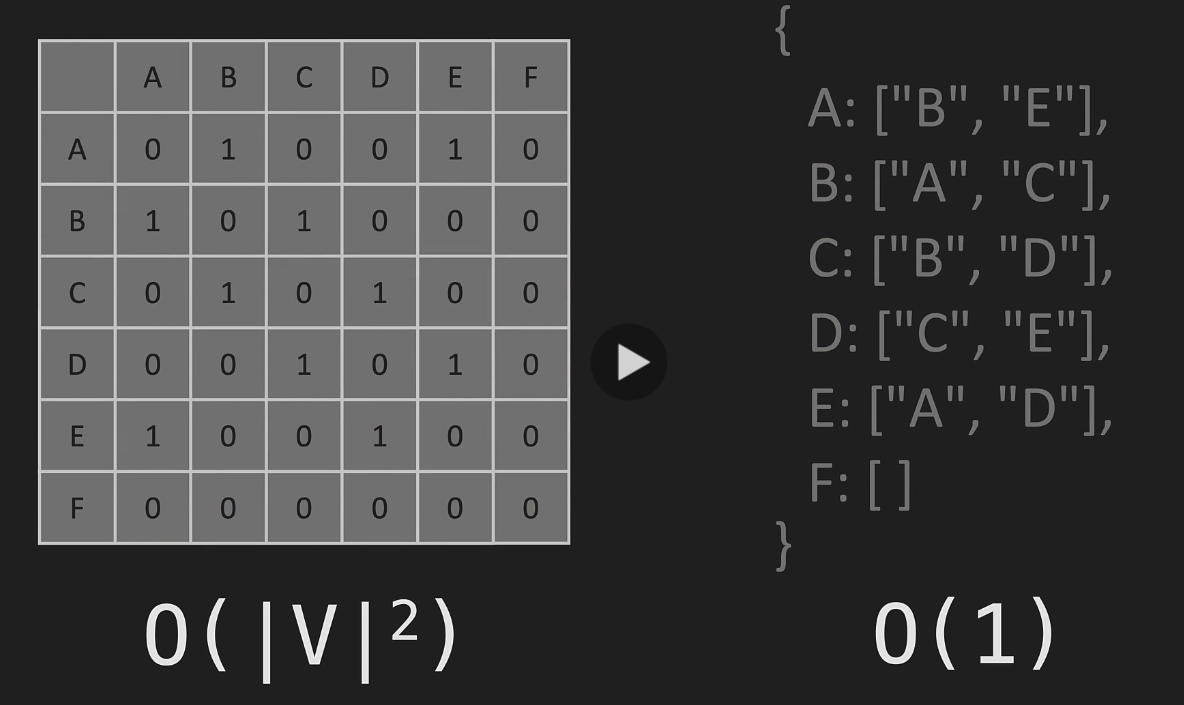 A B C D E F
A 0 1 0 0 1 0
B 1 0 1 0 0 0
C 0 1 0 1 0 0
D 0 0 1 0 1 0
E 1 0 0 1 0 0
F 0 0 0 0 0 0
O(|V|²)
{
A: ["B", "E"],
B: ["A", "C"],
C: ["B", "D"],
D: ["C", "E"],
E: ["A", "D"],
F: [ ]
}
O(1)